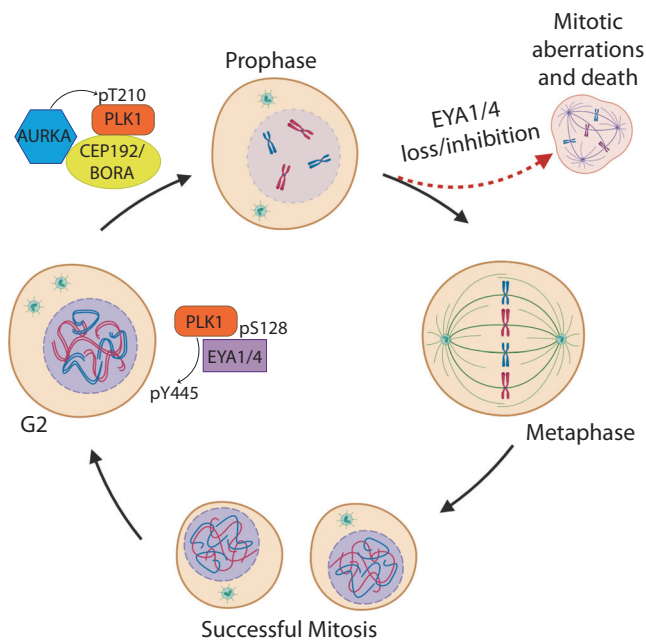 Prophase
Mitotic
aberrations
and death
pT210
AURKA
PLK1
CEP192/
BORA
EYA1/4
loss/inhibition
PLK1
pS128
EYA1/4
pY445
G2
Metaphase
Successful Mitosis